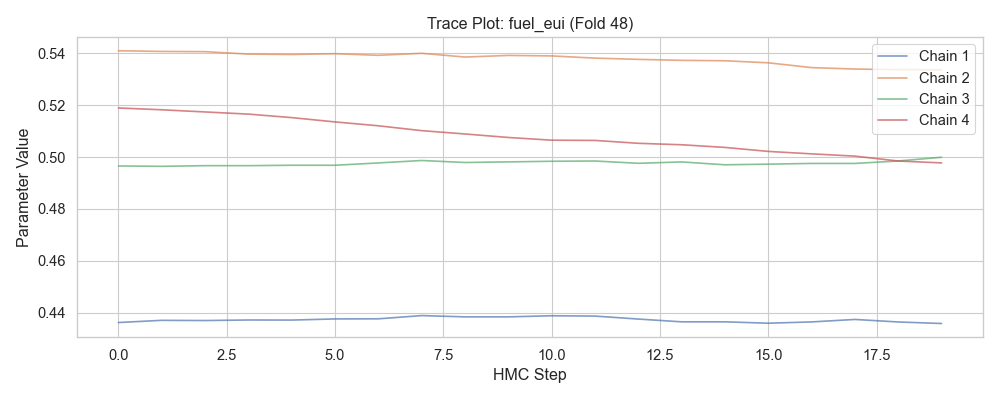 Trace Plot: fuel_eui (Fold 48)
Parameter Value
0.54
0.52
0.50
0.48
0.46
0.44
Chain 1
Chain 2
Chain 3
Chain 4
0.0 2.5 5.0 7.5 10.0 12.5 15.0 17.5
HMC Step